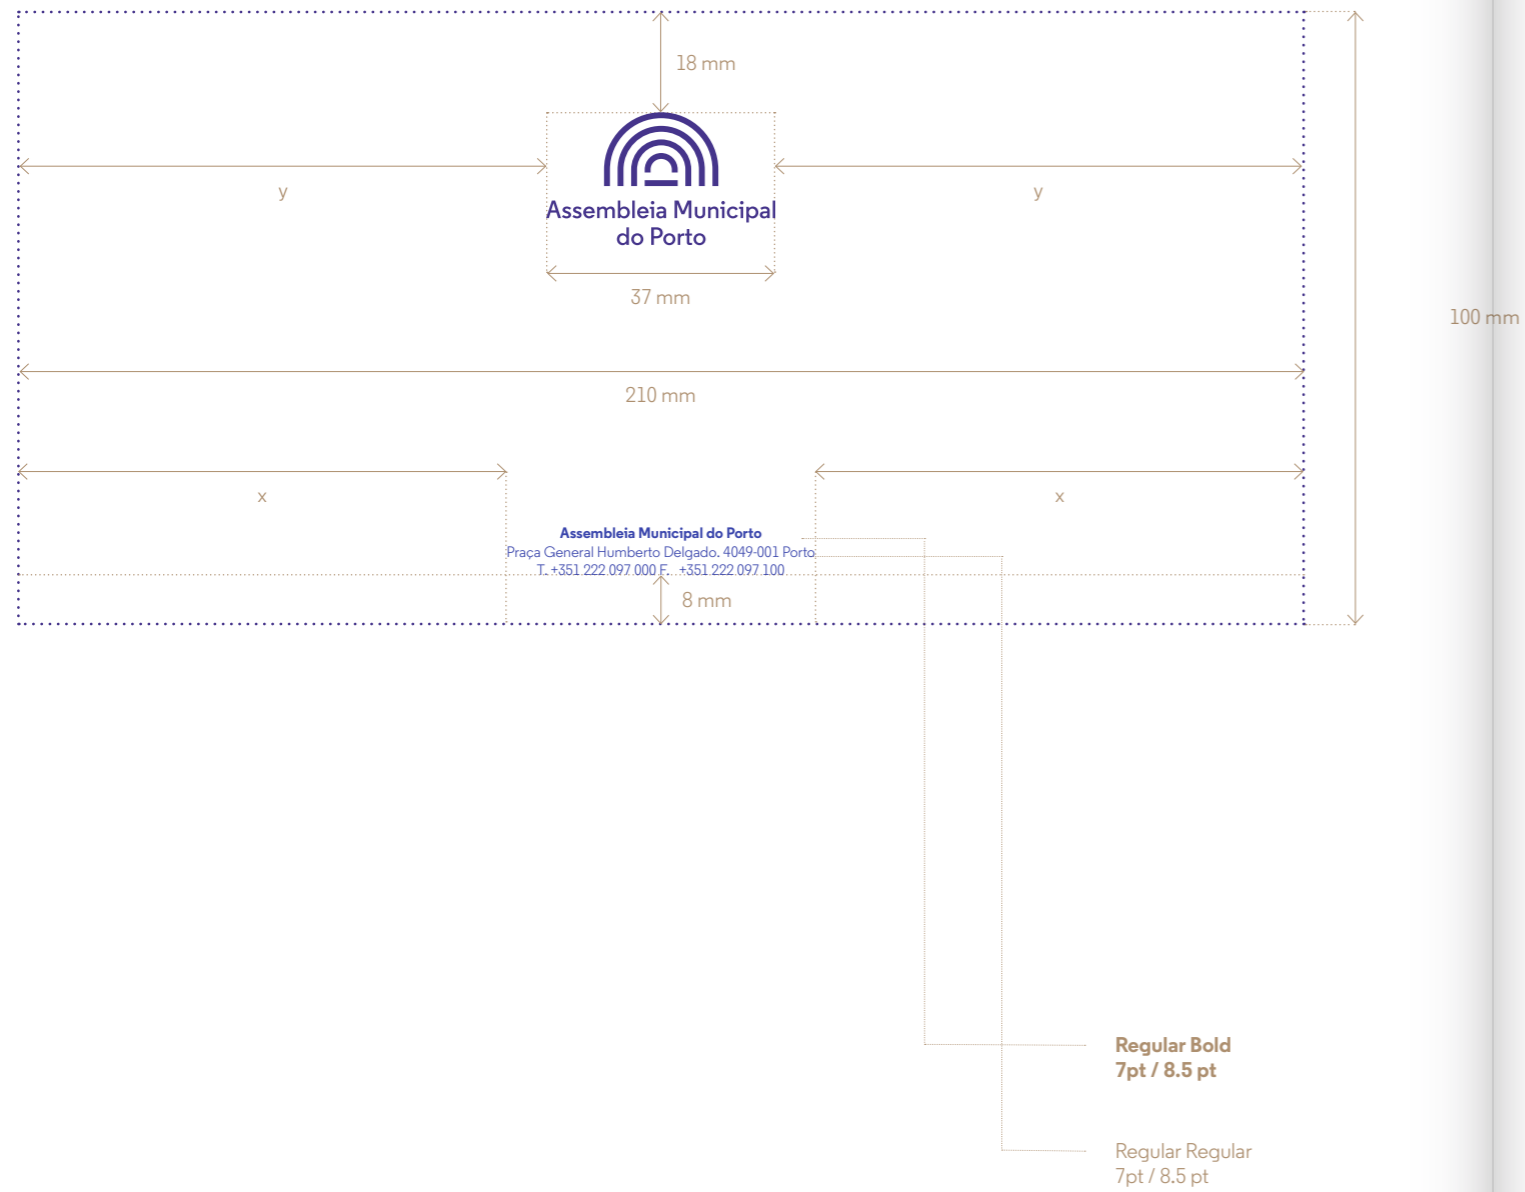 18 mm
y
y
Assembleia Municipal
do Porto
37 mm
100 mm
210 mm
x
x
Assembleia Municipal do Porto
Praça General Humberto Delgado. 4049-001 Porto
T. +351 222 097 000 F. +351 222 097 100
8 mm
Regular Bold
7pt / 8.5 pt
Regular Regular
7pt / 8.5 pt